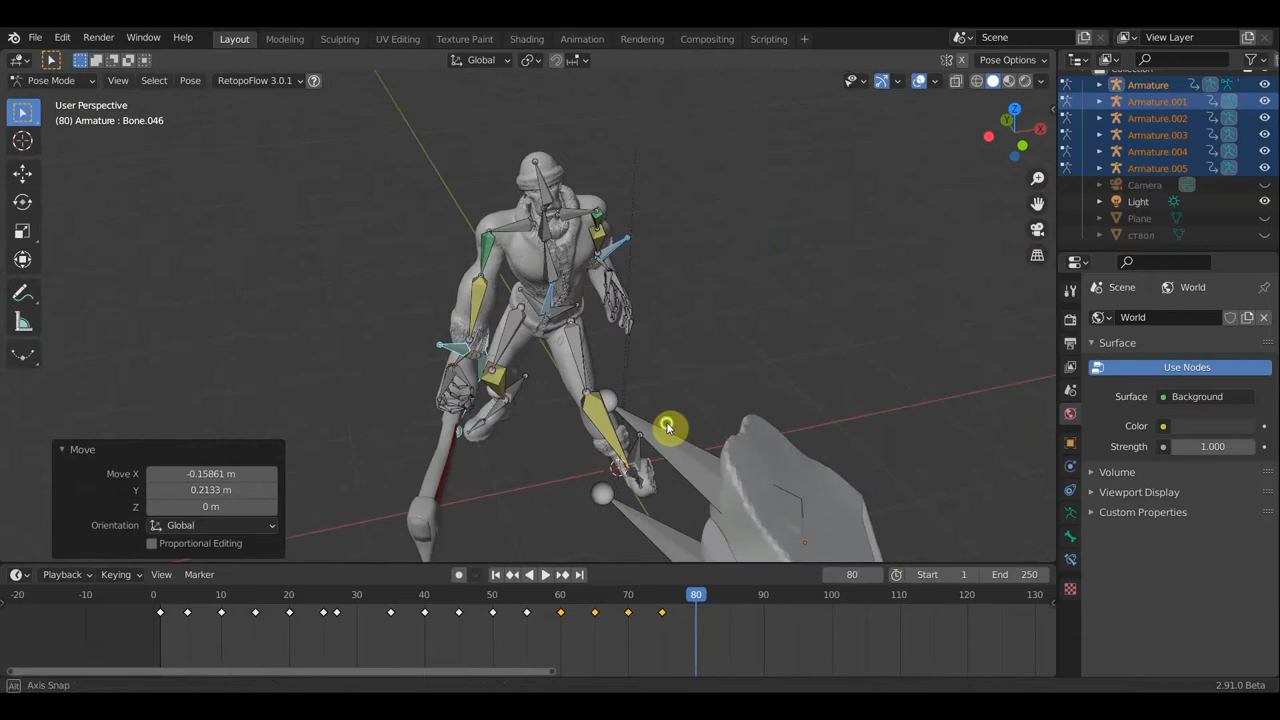 File Edit Render Window Help Layout Modeling Sculpting UV Editing Texture Paint Shading Animation Rendering Compositing Scripting + Scene View Layer
Global Pose Options
Pose Mode View Select Pose RetopoFlow 3.0.1
User Perspective
(80) Armature : Bone.046
X
Y
Z
Collection
Armature
Armature.001
Armature.002
Armature.003
Armature.004
Armature.005
Camera
Light
Plane
ствол
Scene World
World
Surface
Use Nodes
Surface Background
Color
Strength 1.000
Volume
Viewport Display
Custom Properties
Move
Move X -0.15861 m
Y 0.2133 m
Z 0 m
Orientation Global
Proportional Editing
Playback Keying View Marker 80 Start 1 End 250
-20 -10 0 10 20 30 40 50 60 70 80 90 100 110 120 130
Alt Axis Snap 2.91.0 Beta